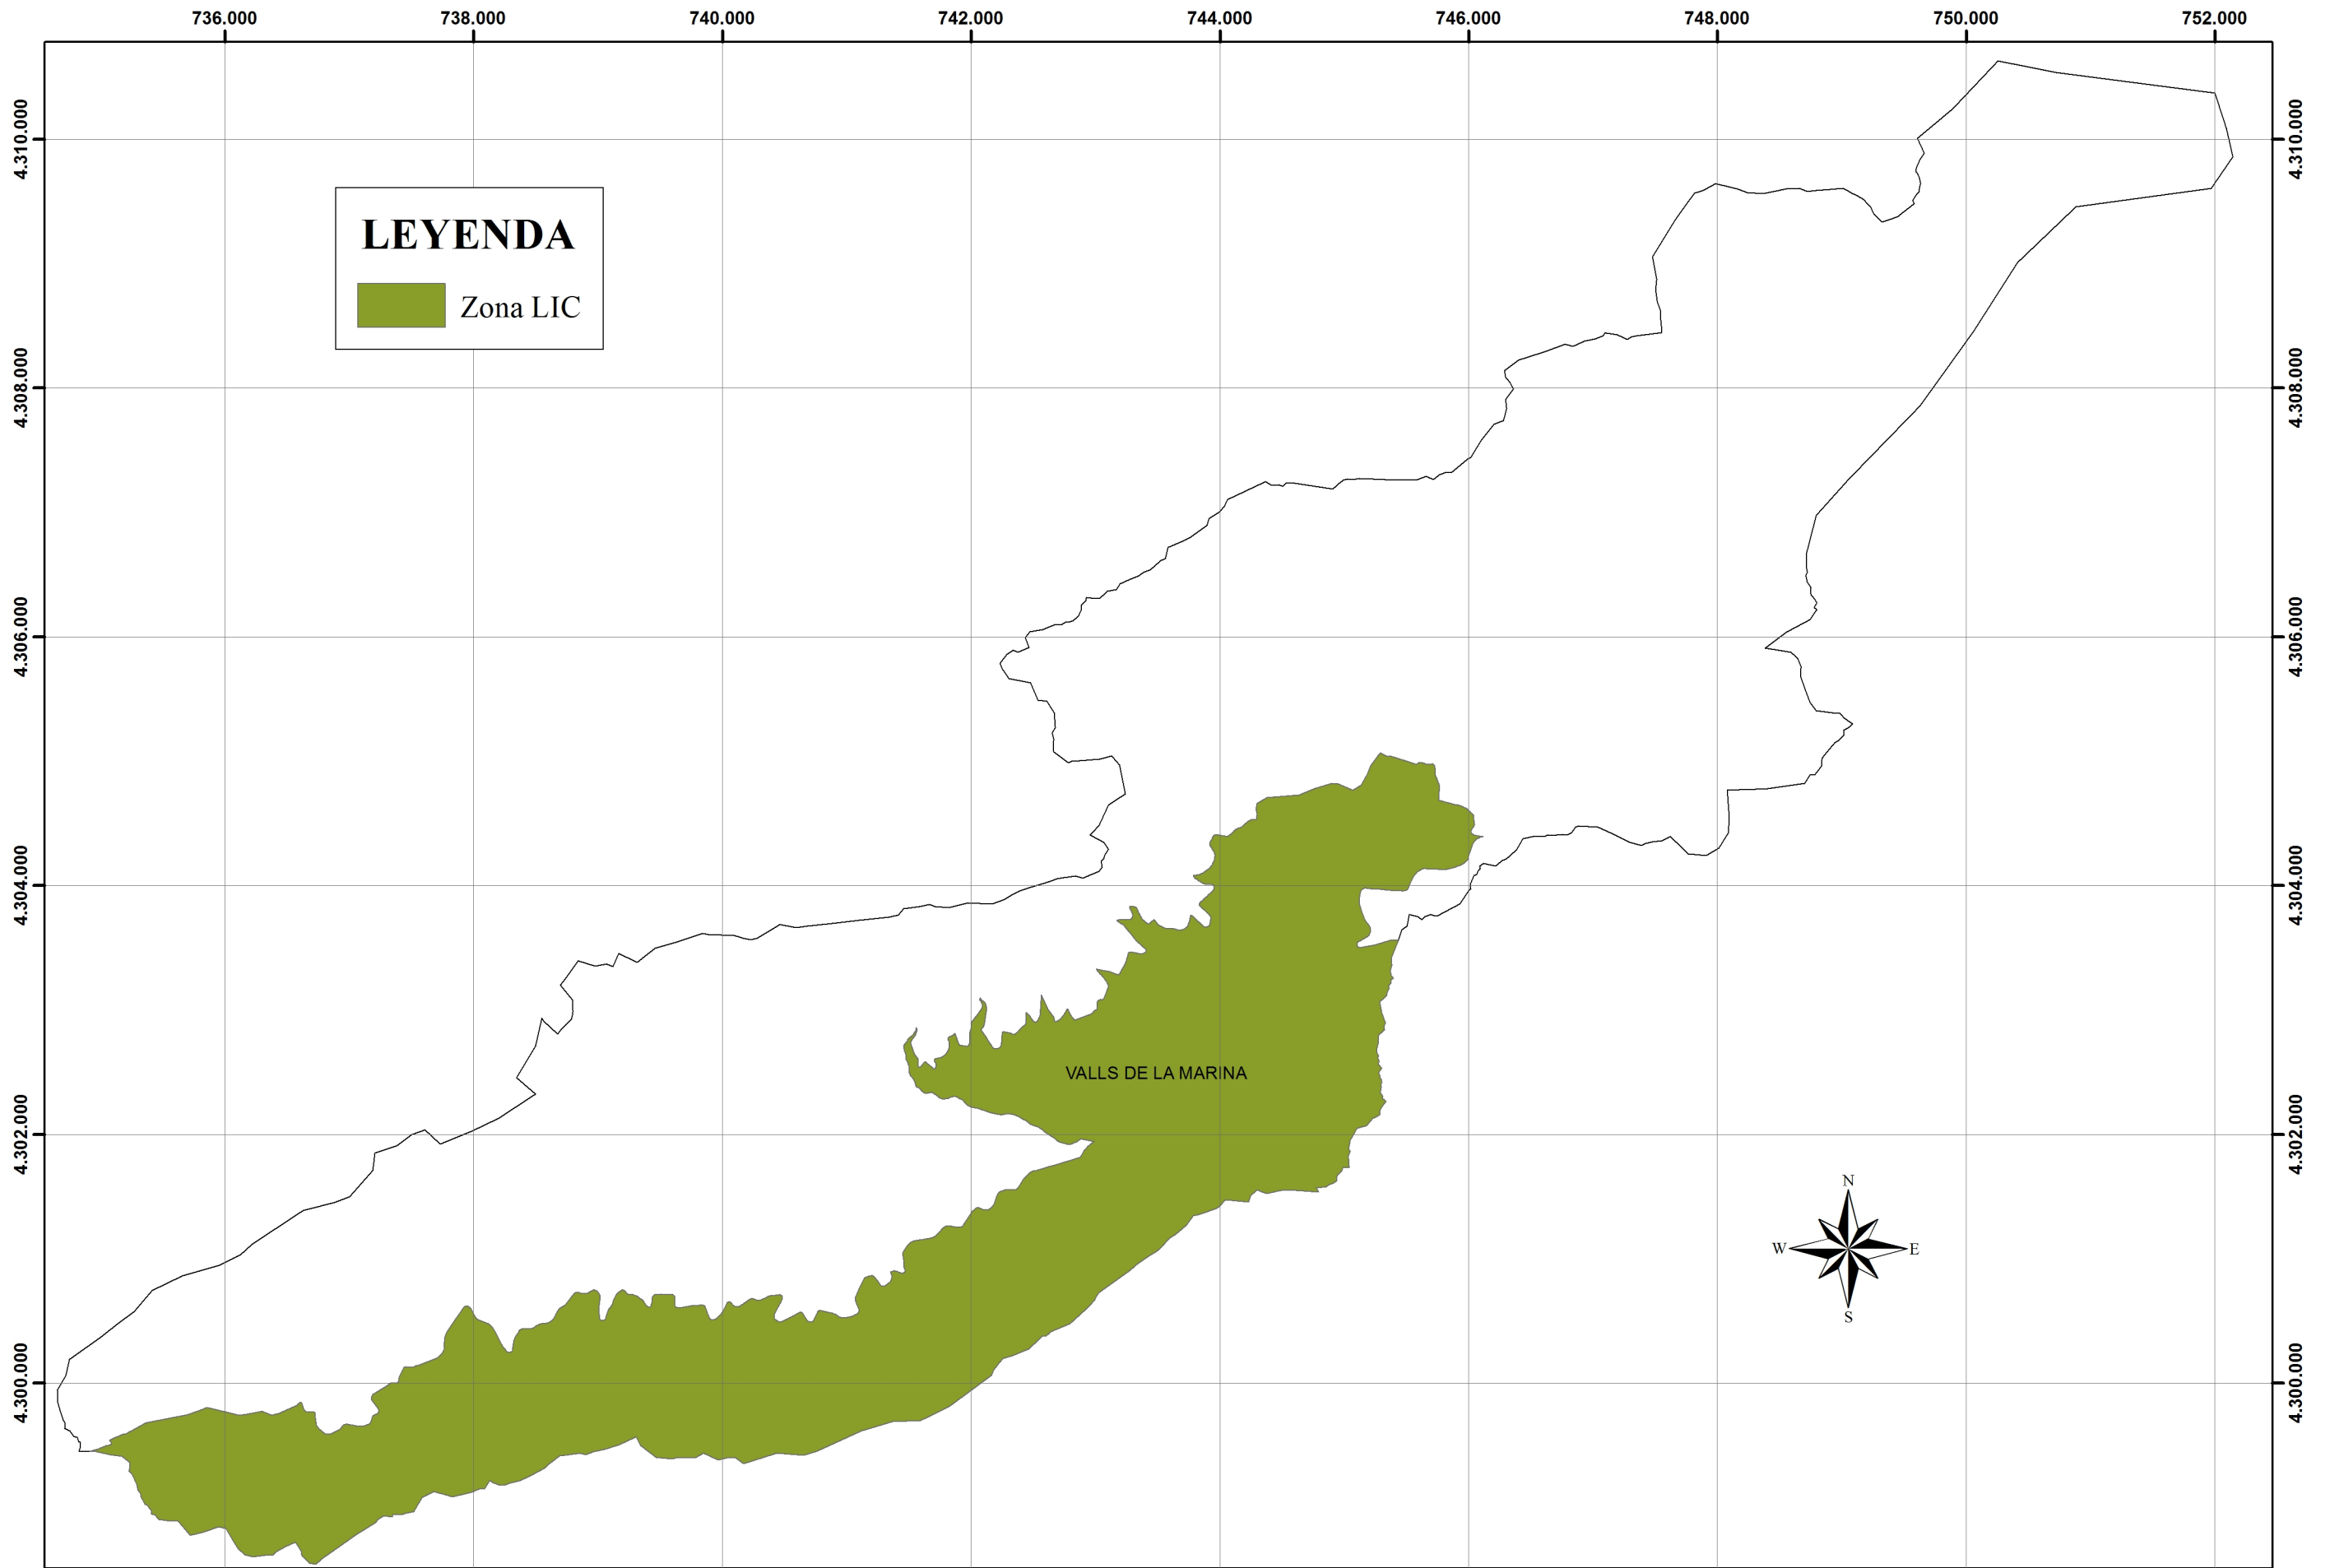 736.000 738.000 740.000 742.000 744.000 746.000 748.000 750.000 752.000
4.310.000 4.310.000
LEYENDA
Zona LIC
4.308.000 4.308.000
4.306.000 4.306.000
4.304.000 4.304.000
VALLS DE LA MARINA
4.302.000 4.302.000
N
W E
S
4.300.000 4.300.000